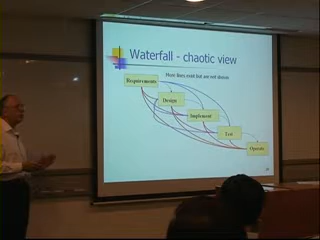 Waterfall - chaotic view
More lines exist but are not shown
Requirements
Design
Implement
Test
Operate